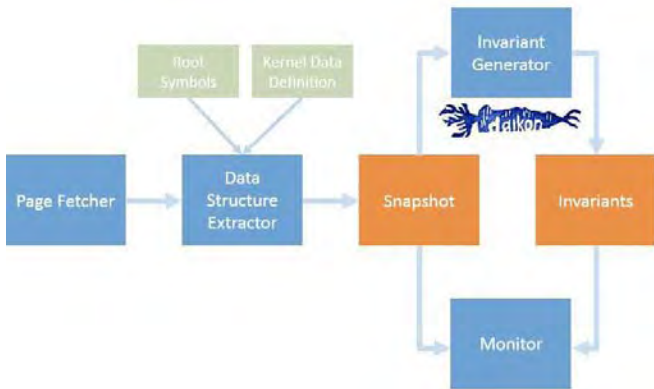 Invariant
Generator
Root
Symbols
Kernel Data
Definition
daikon
Page Fetcher
Data
Structure
Extractor
Snapshot
Invariants
Monitor